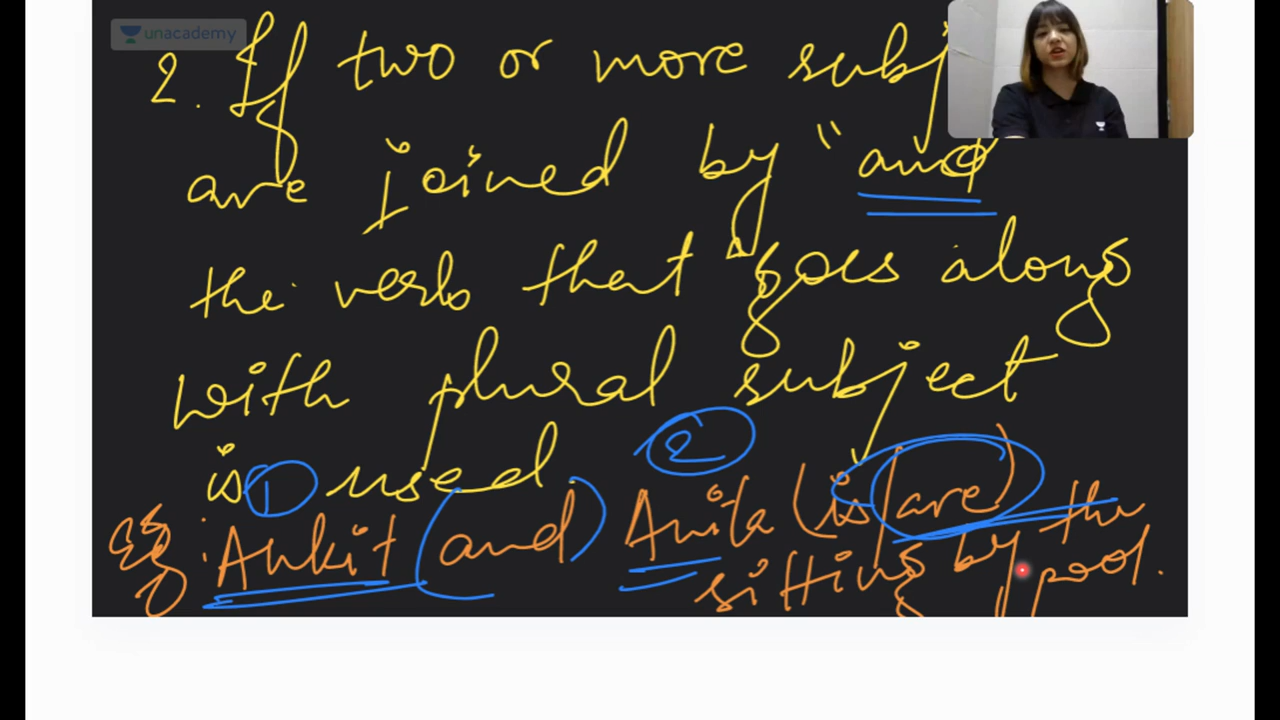 unacademy
2. If two or more subj
are joined by "and"
the verb that goes along
with plural subject
is used.
1
2
eg: Ankit (and) Anita (is/are)
sitting by the pool.